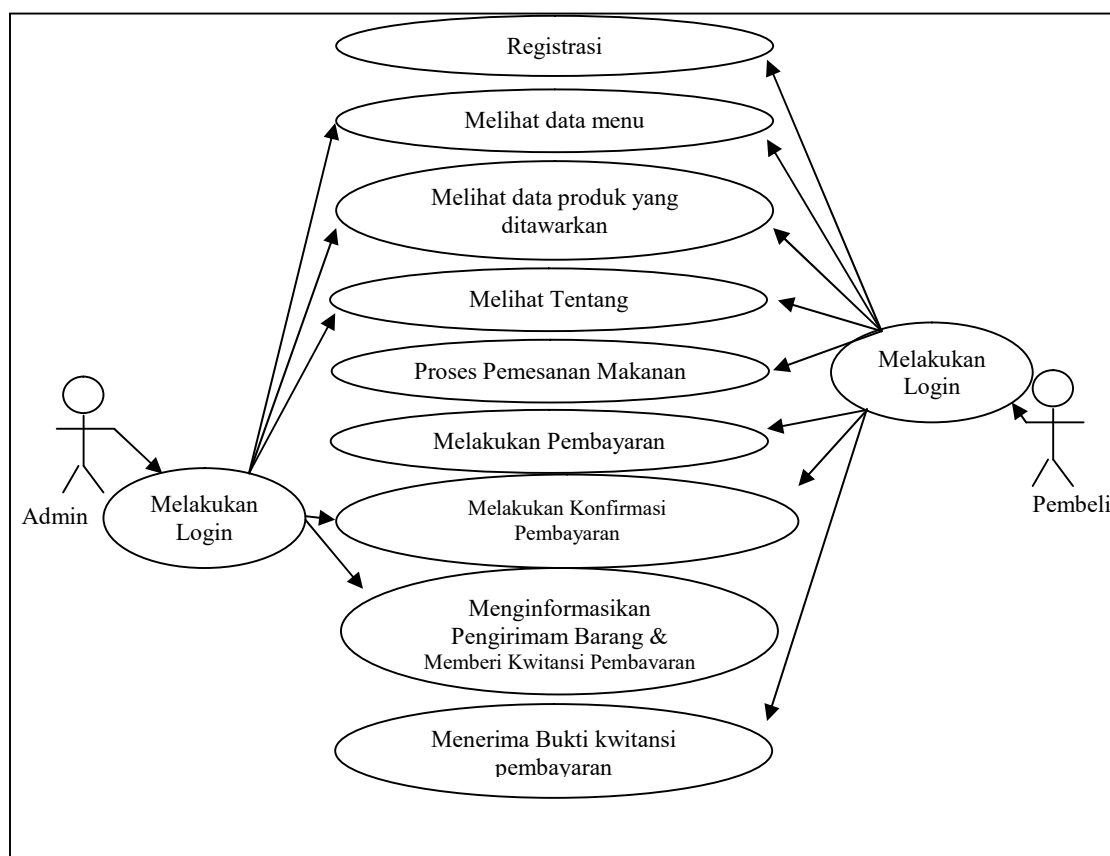 Registrasi
Melihat data menu
Melihat data produk yang
ditawarkan
Melihat Tentang
Proses Pemesanan Makanan
Melakukan
Login
Melakukan Pembayaran
Melakukan
Login
Admin
Melakukan Konfirmasi
Pembayaran
Pembeli
Menginformasikan
Pengirimam Barang &
Memberi Kwitansi Pembayaran
Menerima Bukti kwitansi
pembayaran